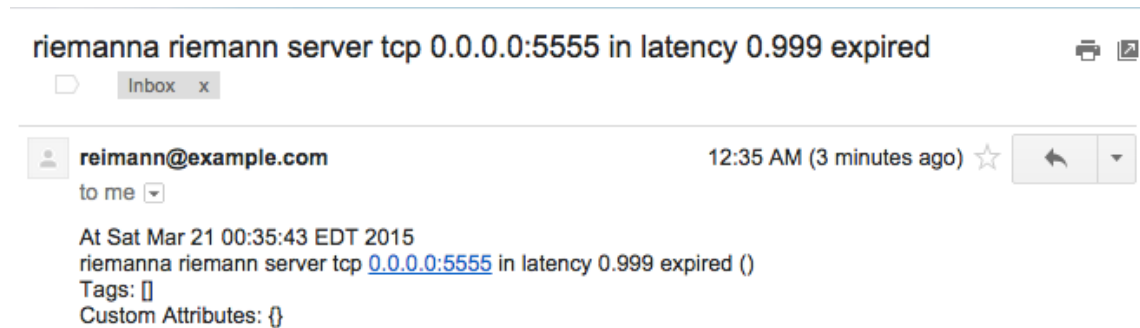 riemanna riemann server tcp 0.0.0.0:5555 in latency 0.999 expired
Inbox x
reimann@example.com 12:35 AM (3 minutes ago)
to me
At Sat Mar 21 00:35:43 EDT 2015
riemanna riemann server tcp 0.0.0.0:5555 in latency 0.999 expired ()
Tags: []
Custom Attributes: {}